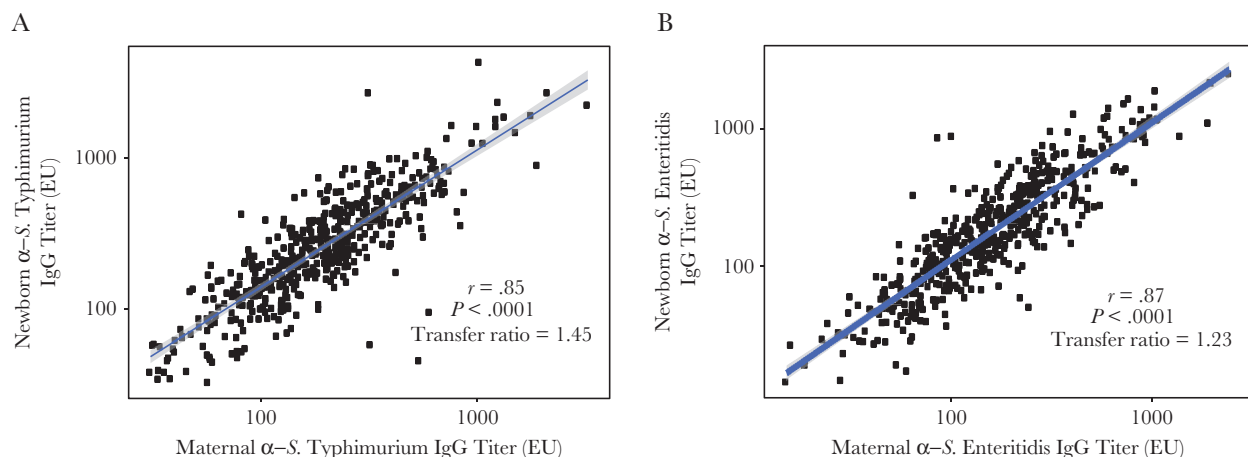 A
Newborn α–S. Typhimurium
IgG Titer (EU)
1000
100
r = .85
P < .0001
Transfer ratio = 1.45
100
1000
Maternal α–S. Typhimurium IgG Titer (EU)
B
Newborn α–S. Enteritidis
IgG Titer (EU)
1000
100
r = .87
P < .0001
Transfer ratio = 1.23
100
1000
Maternal α–S. Enteritidis IgG Titer (EU)